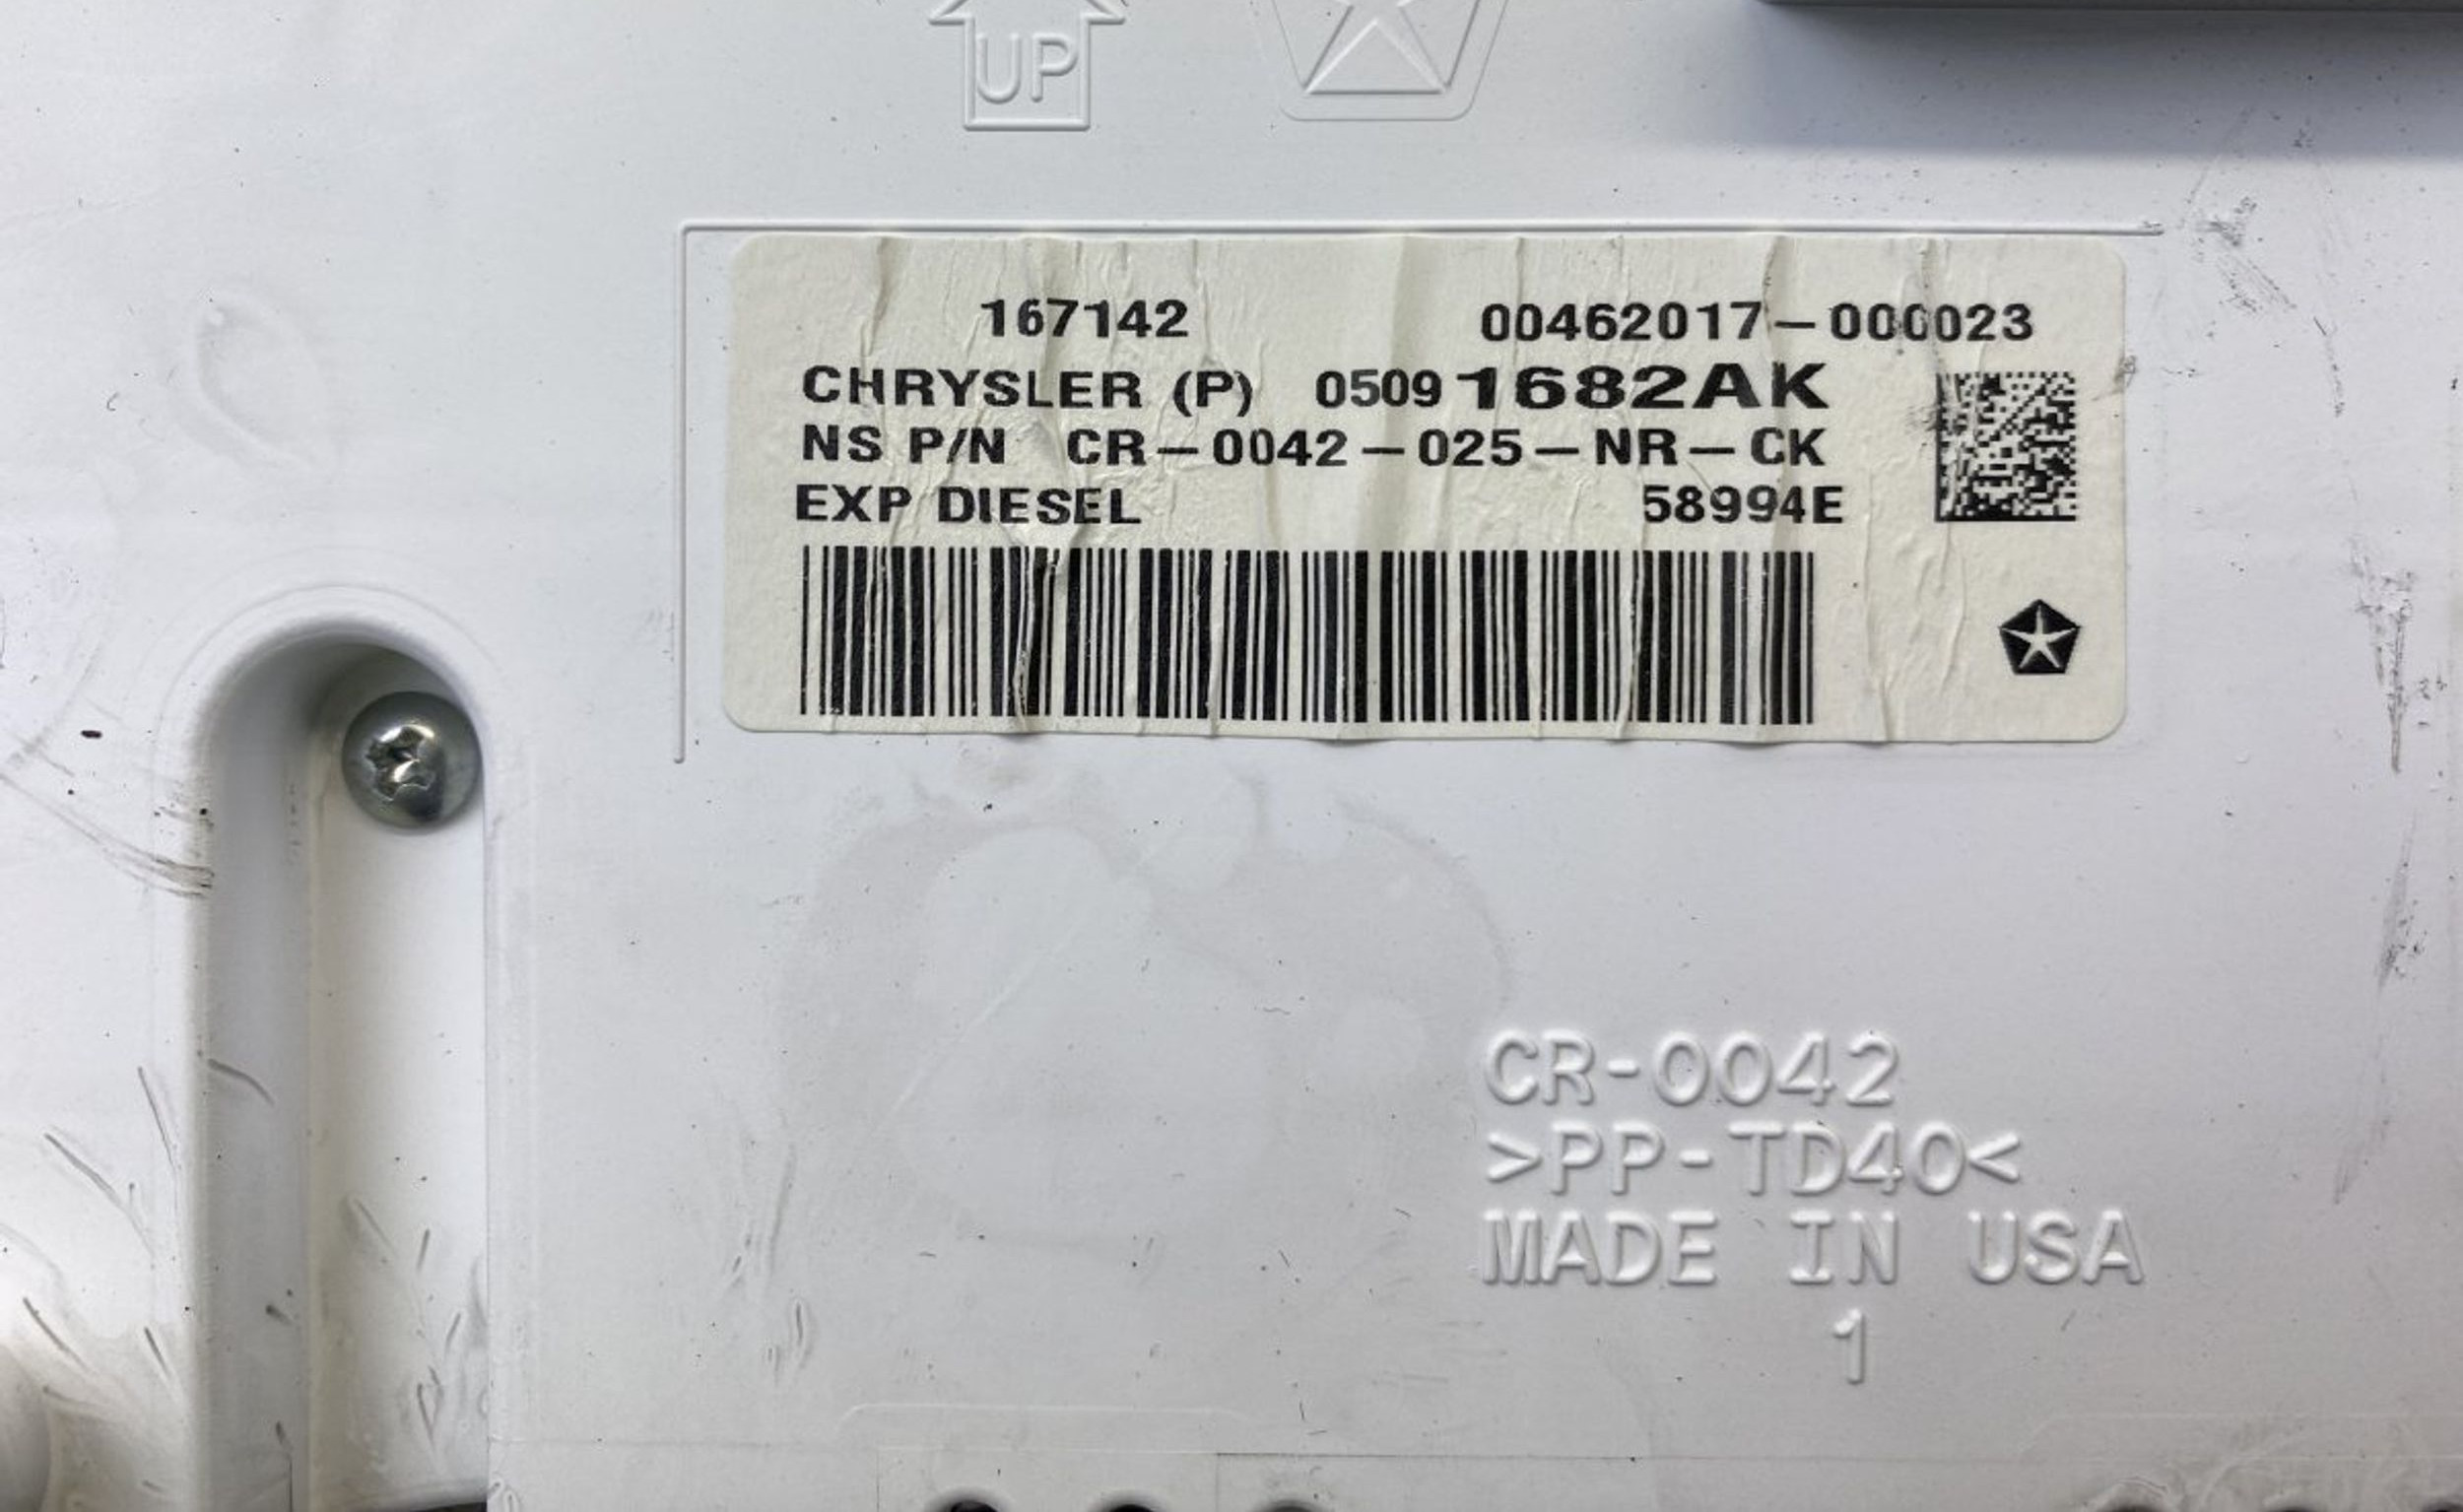 UP
167142 00462017-000023
CHRYSLER (P) 05091682AK
NS P/N CR-0042-025-NR-CK
EXP DIESEL 58994E
CR-0042
>PP-TD40<
MADE IN USA
1